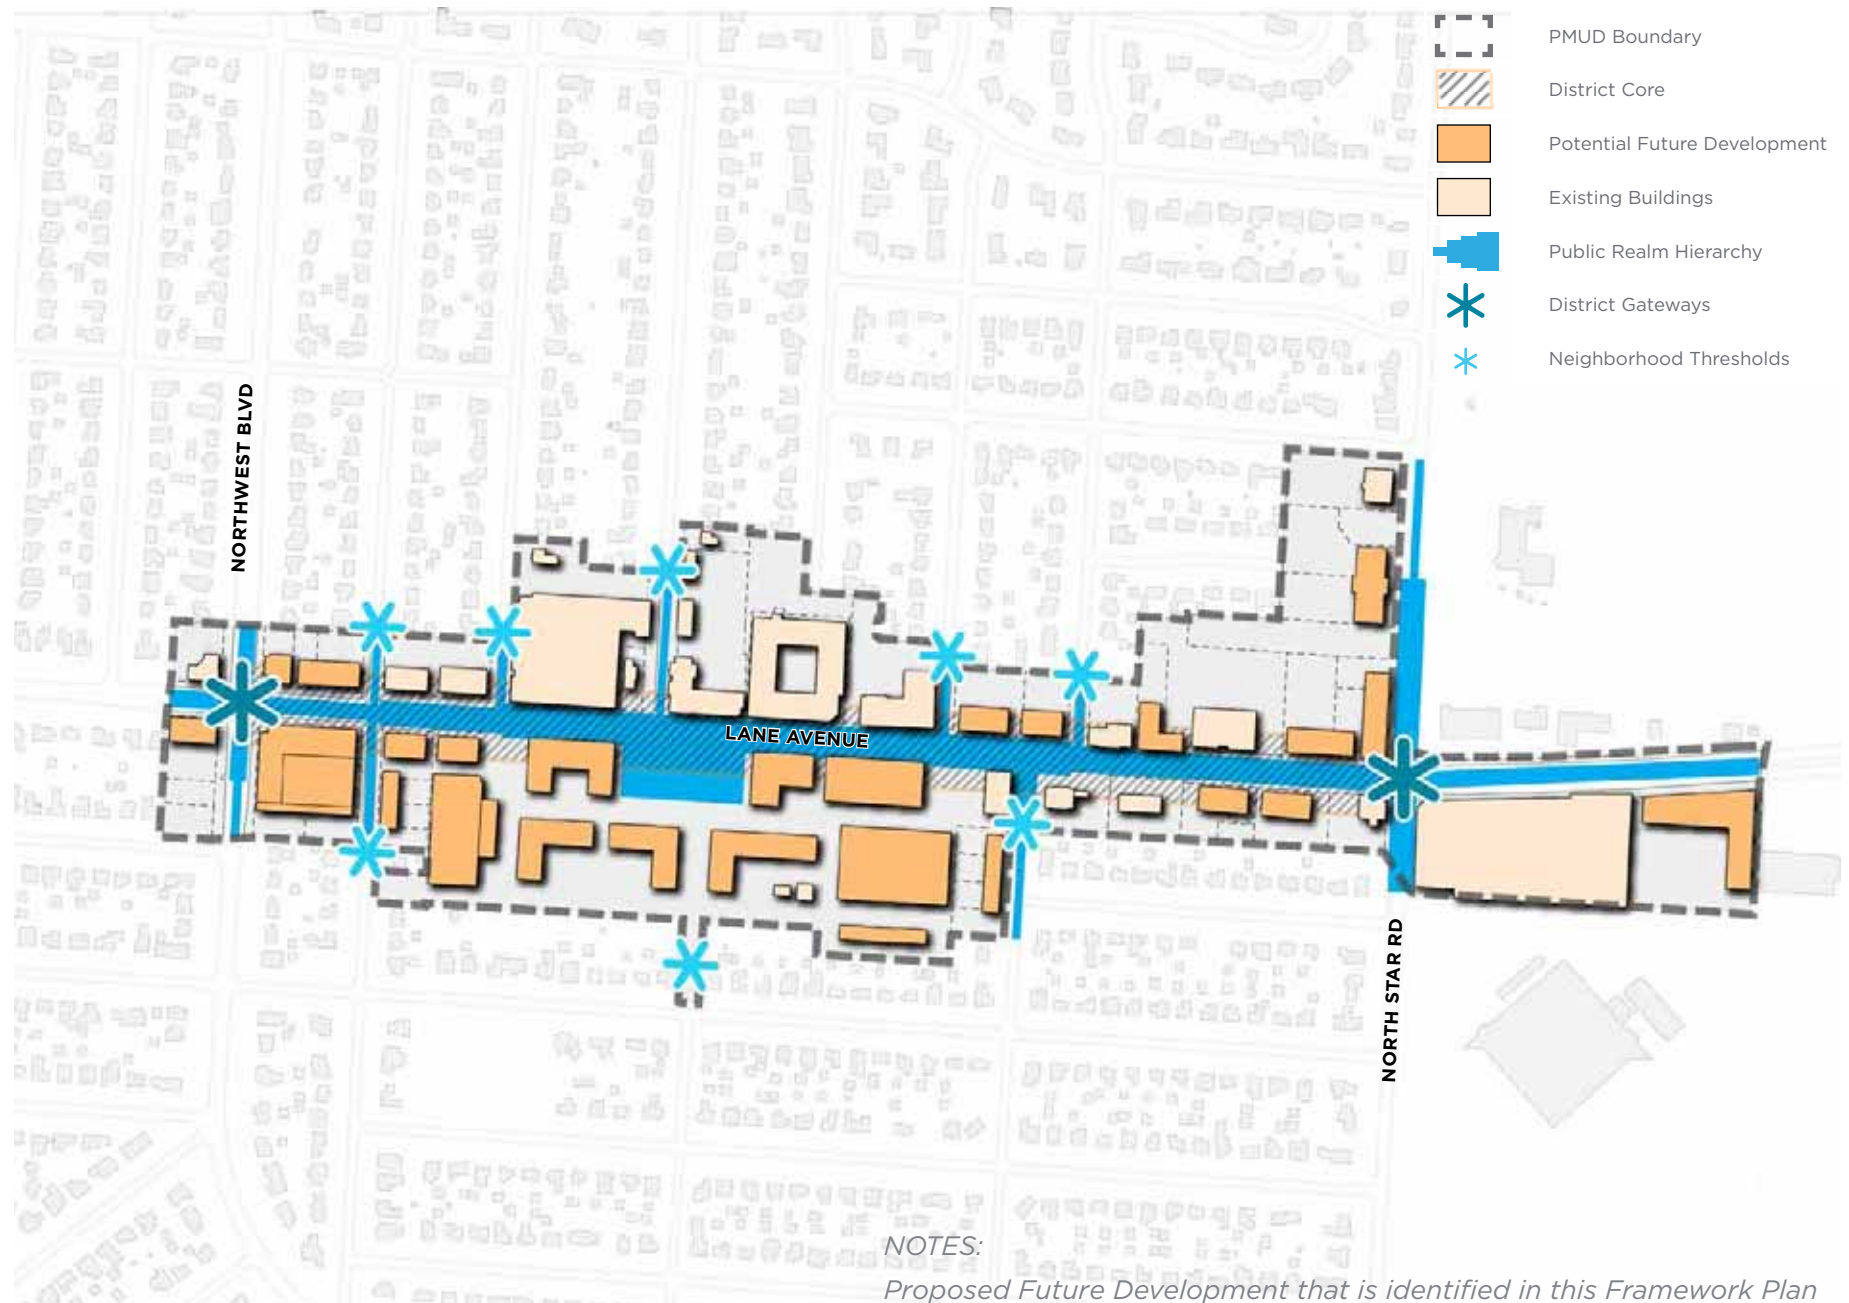 PMUD Boundary
District Core
Potential Future Development
Existing Buildings
Public Realm Hierarchy
District Gateways
Neighborhood Thresholds
NORTHWEST BLVD
LANE AVENUE
NORTH STAR RD
NOTES:
Proposed Future Development that is identified in this Framework Plan